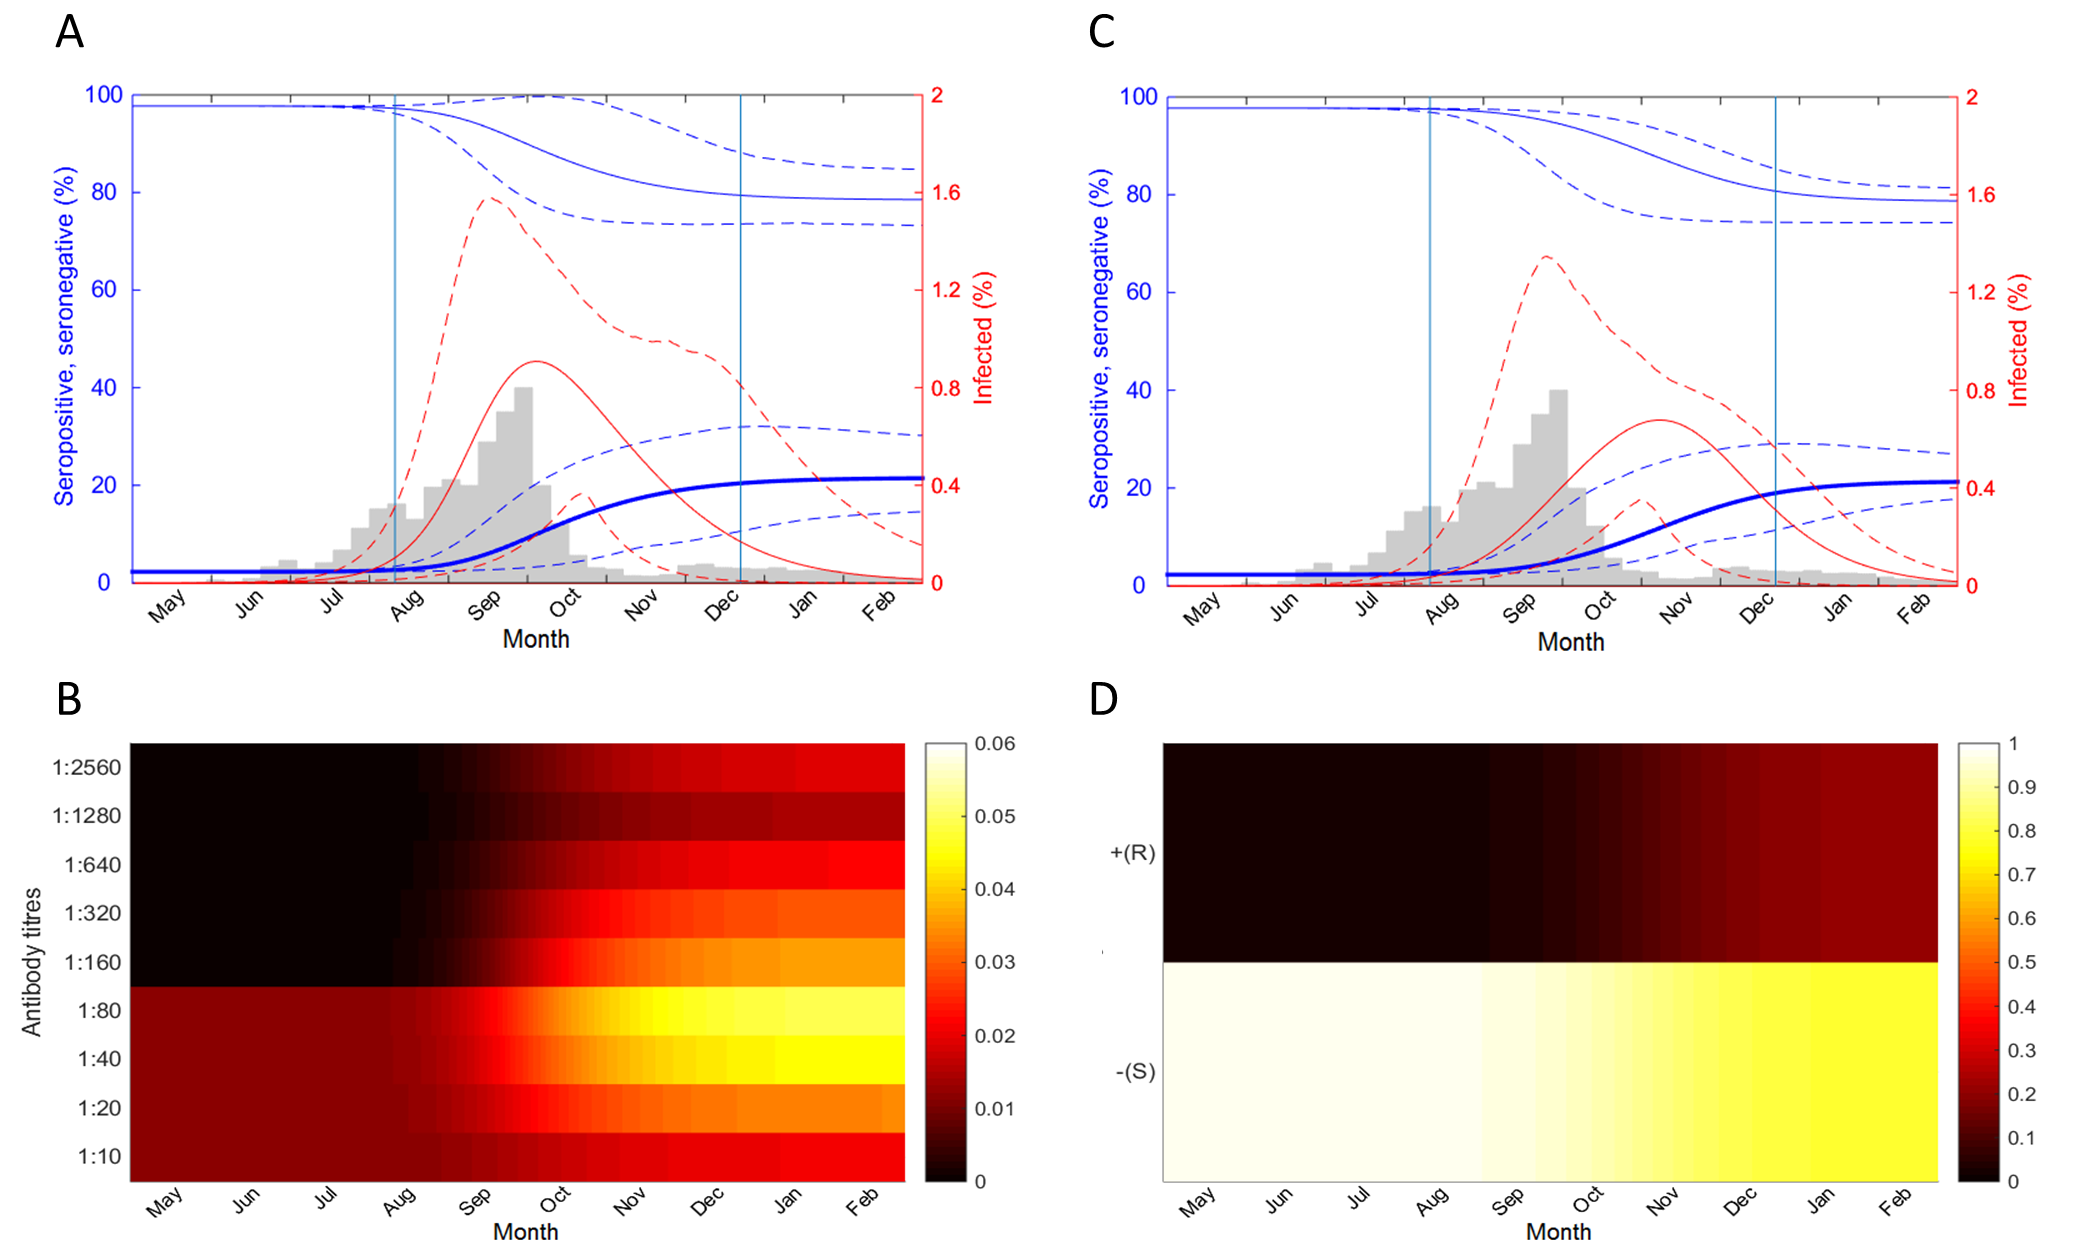 A
100
80
60
40
20
0
Seropositive, seronegative (%)
2
1.6
1.2
0.8
0.4
0
Infected (%)
May Jun Jul Aug Sep Oct Nov Dec Jan Feb
Month
C
100
80
60
40
20
0
Seropositive, seronegative (%)
2
1.6
1.2
0.8
0.4
0
Infected (%)
May Jun Jul Aug Sep Oct Nov Dec Jan Feb
Month
B
Antibody titres
1:2560
1:1280
1:640
1:320
1:160
1:80
1:40
1:20
1:10
0.06
0.05
0.04
0.03
0.02
0.01
0
May Jun Jul Aug Sep Oct Nov Dec Jan Feb
Month
D
+(R)
-(S)
1
0.9
0.8
0.7
0.6
0.5
0.4
0.3
0.2
0.1
0
May Jun Jul Aug Sep Oct Nov Dec Jan Feb
Month